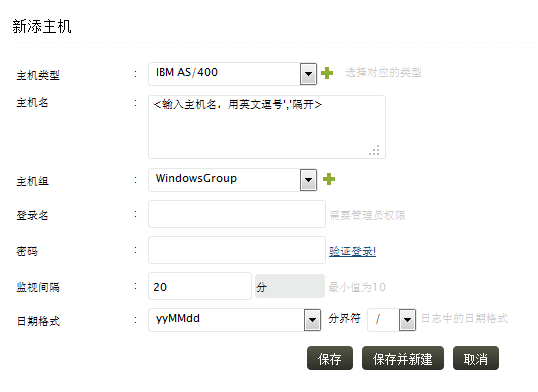 新添主机
主机类型 : IBM AS/400 选择对应的类型
主机名 : <输入主机名，用英文逗号','隔开>
主机组 : WindowsGroup
登录名 : 需要管理员权限
密码 : 验证登录!
监视间隔 : 20 分 最小值为10
日期格式 : yyMMdd 分界符 / 日志中的日期格式
保存 保存并新建 取消